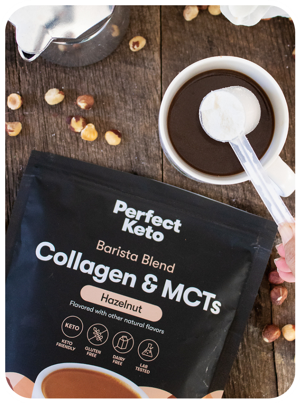 Perfect
Keto
Barista Blend
Collagen & MCTs
Hazelnut
Flavored with other natural flavors
KETO
KETO
FRIENDLY
GLUTEN
FREE
DAIRY
FREE
LAB
TESTED